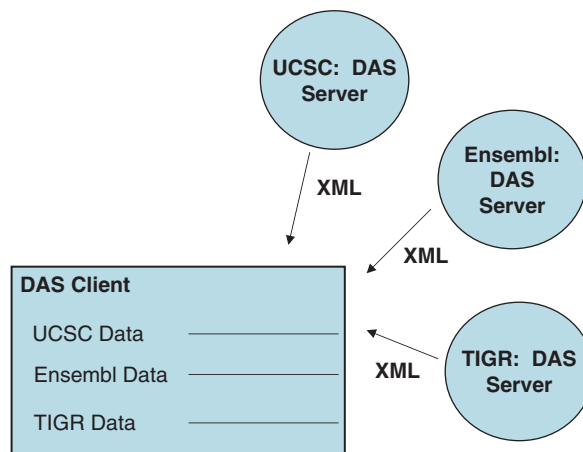 UCSC: DAS
Server
XML
Ensembl:
DAS
Server
XML
DAS Client
UCSC Data
Ensembl Data
TIGR Data
XML
TIGR: DAS
Server